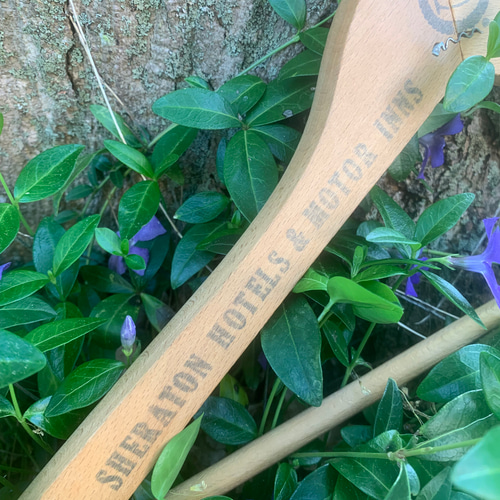 SHERATON HOTELS & MOTOR INNS